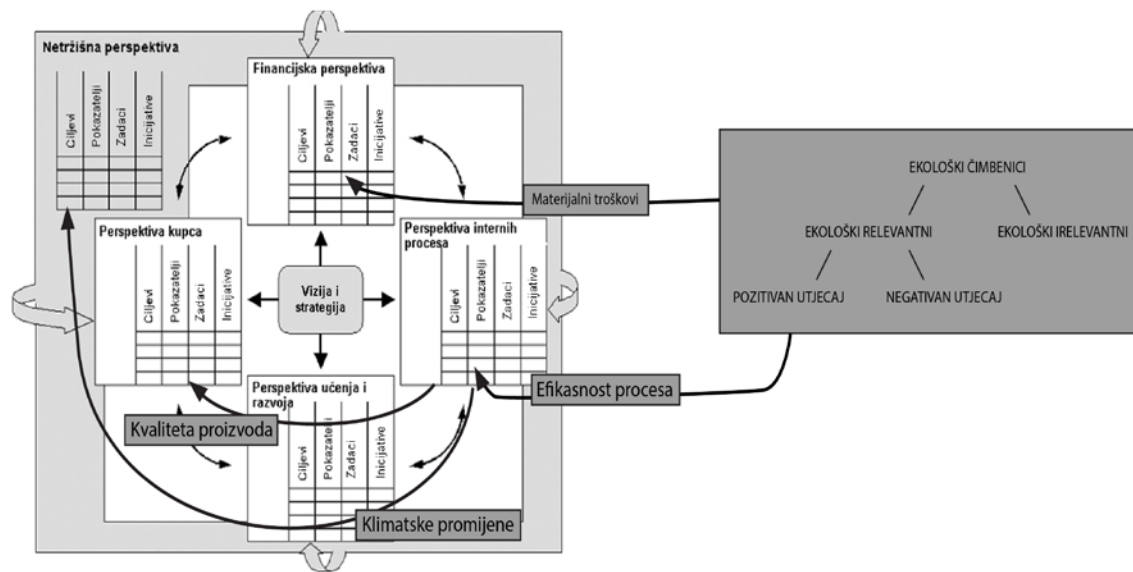 Netržišna perspektiva
Ciljevi
Pokazatelji
Zadaci
Inicijative
Financijska perspektiva
Ciljevi
Pokazatelji
Zadaci
Inicijative
Materijalni troškovi
EKOLOŠKI ČIMBENICI
EKOLOŠKI RELEVANTNI
EKOLOŠKI IRELEVANTNI
POZITIVAN UTJECAJ
NEGATIVAN UTJECAJ
Perspektiva kupca
Ciljevi
Pokazatelji
Zadaci
Inicijative
Vizija i
strategija
Perspektiva internih
procesa
Ciljevi
Pokazatelji
Zadaci
Inicijative
Efikasnost procesa
Perspektiva učenja i
razvoja
Ciljevi
Pokazatelji
Zadaci
Inicijative
Kvaliteta proizvoda
Klimatske promijene